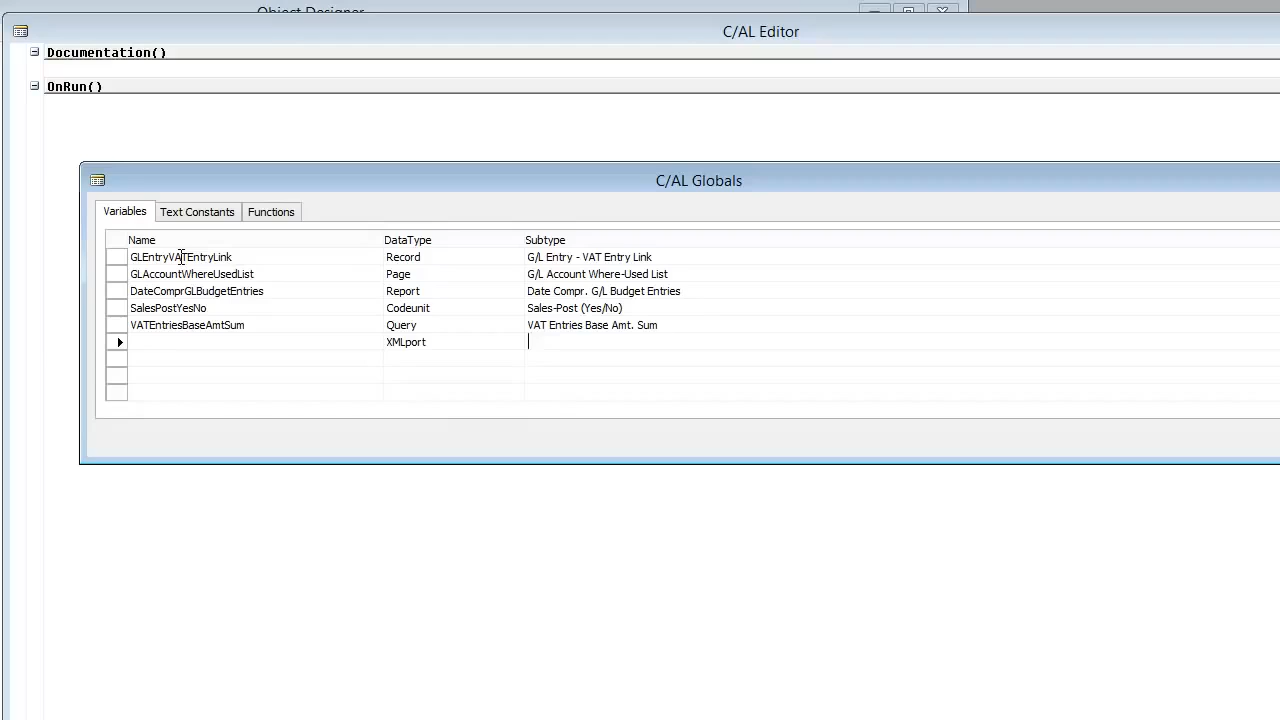 Object Designer
C/AL Editor
Documentation()
OnRun()
C/AL Globals
Variables Text Constants Functions
Name DataType Subtype
GLEntryVATEntryLink Record G/L Entry - VAT Entry Link
GLAccountWhereUsedList Page G/L Account Where-Used List
DateComprGLBudgetEntries Report Date Compr. G/L Budget Entries
SalesPostYesNo Codeunit Sales-Post (Yes/No)
VATEntriesBaseAmtSum Query VAT Entries Base Amt. Sum
XMLport